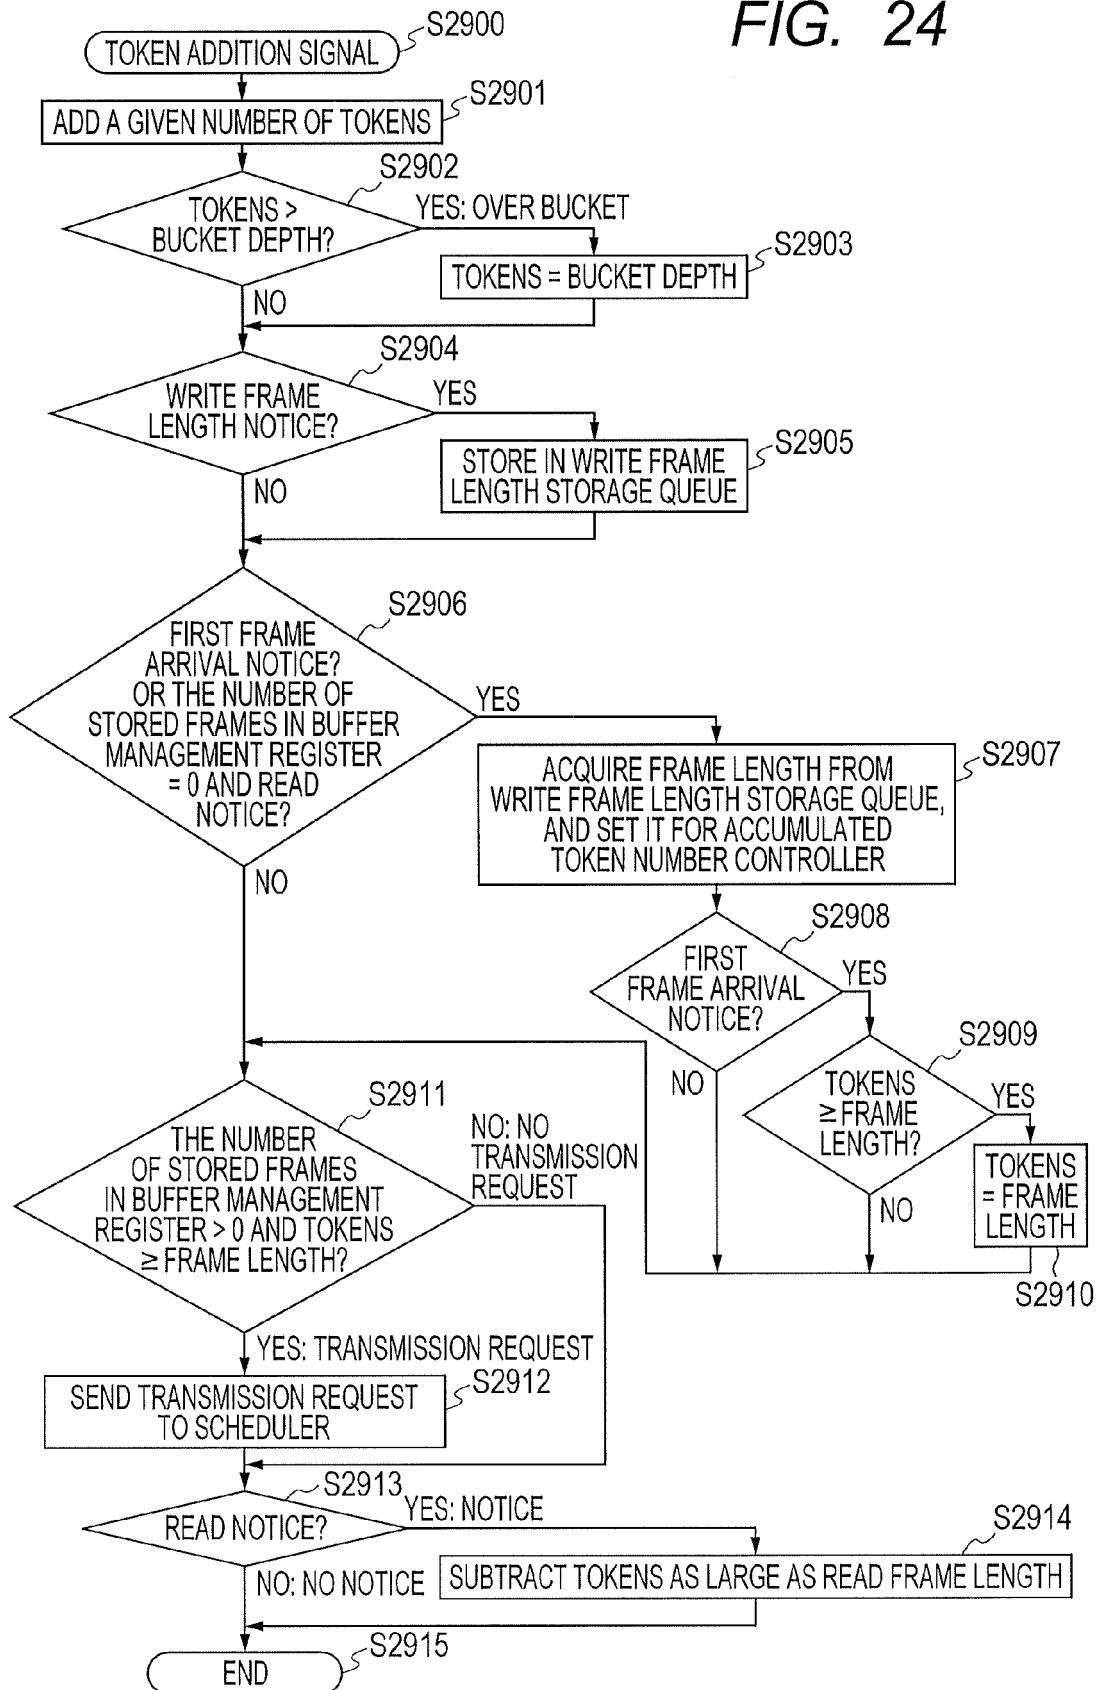 FIG. 24
S2900
TOKEN ADDITION SIGNAL
S2901
ADD A GIVEN NUMBER OF TOKENS
S2902
TOKENS >
BUCKET DEPTH?
YES: OVER BUCKET
S2903
TOKENS = BUCKET DEPTH
NO
S2904
WRITE FRAME
LENGTH NOTICE?
YES
S2905
STORE IN WRITE FRAME
LENGTH STORAGE QUEUE
NO
S2906
FIRST FRAME
ARRIVAL NOTICE?
OR THE NUMBER OF
STORED FRAMES IN BUFFER
MANAGEMENT REGISTER
= 0 AND READ
NOTICE?
YES
S2907
ACQUIRE FRAME LENGTH FROM
WRITE FRAME LENGTH STORAGE QUEUE,
AND SET IT FOR ACCUMULATED
TOKEN NUMBER CONTROLLER
NO
S2908
FIRST
FRAME ARRIVAL
NOTICE?
YES
NO
S2909
TOKENS
≥ FRAME
LENGTH?
YES
NO
TOKENS
= FRAME
LENGTH
S2910
S2911
THE NUMBER
OF STORED FRAMES
IN BUFFER MANAGEMENT
REGISTER > 0 AND TOKENS
≥ FRAME LENGTH?
NO: NO
TRANSMISSION
REQUEST
YES: TRANSMISSION REQUEST
S2912
SEND TRANSMISSION REQUEST
TO SCHEDULER
S2913
READ NOTICE?
YES: NOTICE
S2914
SUBTRACT TOKENS AS LARGE AS READ FRAME LENGTH
NO: NO NOTICE
S2915
END